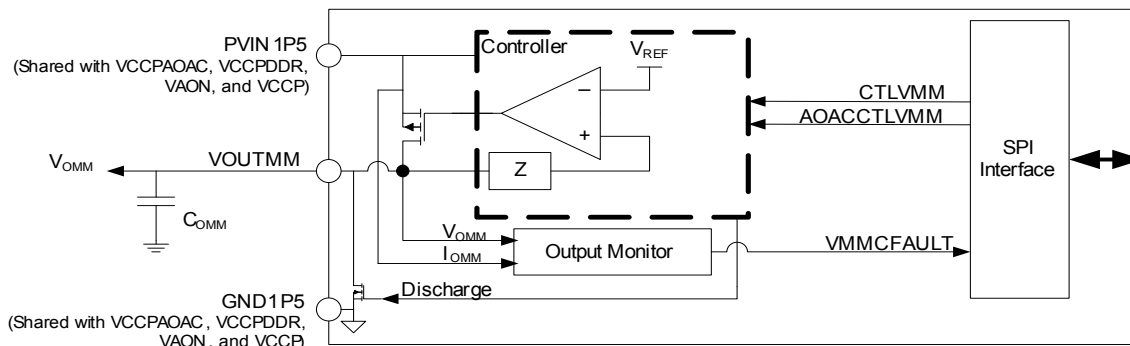 PVIN 1P5
(Shared with VCCPAOAC, VCCPDDR,
VAON, and VCCP)
Controller
VREF
−
+
Z
CTLVMM
AOACCTLVMM
SPI
Interface
VOMM
VOUTMM
COMM
VOMM
IOMM
Output Monitor
VMMCFAULT
Discharge
GND1P5
(Shared with VCCPAOAC, VCCPDDR,
VAON, and VCCP)